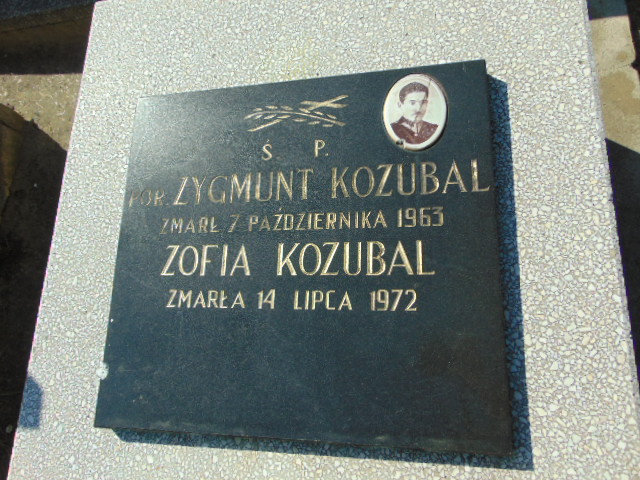 Ś P.
POR. ZYGMUNT KOZUBAL
ZMARŁ 7 PAŹDZIERNIKA 1963
ZOFIA KOZUBAL
ZMARŁA 14 LIPCA 1972